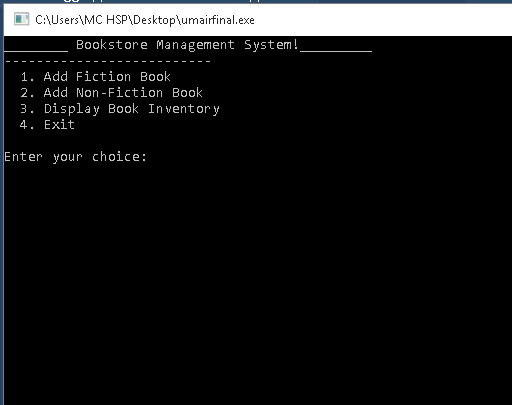 C:\Users\MC HSP\Desktop\umairfinal.exe
________ Bookstore Management System!_________
--------------------------
1. Add Fiction Book
2. Add Non-Fiction Book
3. Display Book Inventory
4. Exit
Enter your choice: